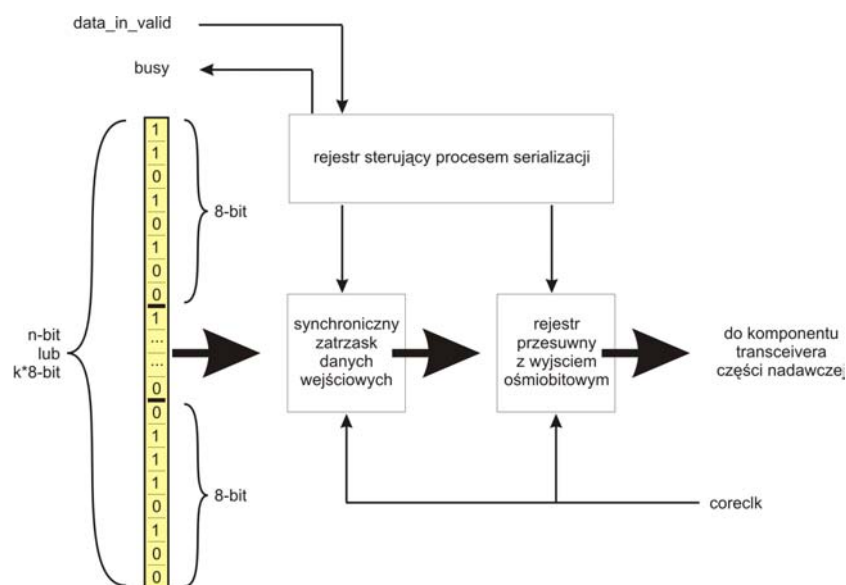 data_in_valid
busy
1
1
0
1
0
1
0
0
1
...
...
0
0
1
1
1
0
1
0
0
8-bit
8-bit
n-bit
lub
k*8-bit
rejestr sterujący procesem serializacji
synchroniczny
zatrzask
danych
wejściowych
rejestr
przesuwny
z wyjsciem
ośmiobitowym
do komponentu
transceivera
części nadawczej
coreclk